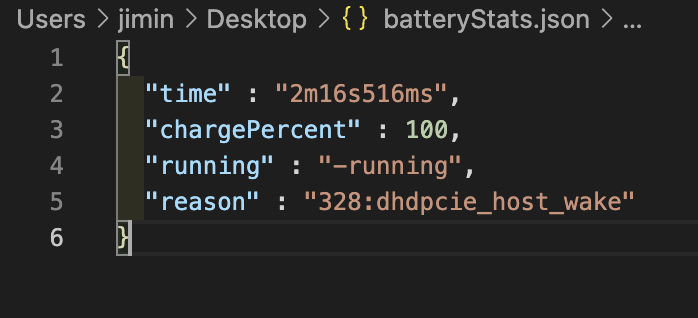 Users > jimin > Desktop > {} batteryStats.json > ...
1 {
2 "time" : "2m16s516ms",
3 "chargePercent" : 100,
4 "running" : "-running",
5 "reason" : "328:dhdpcie_host_wake"
6 }